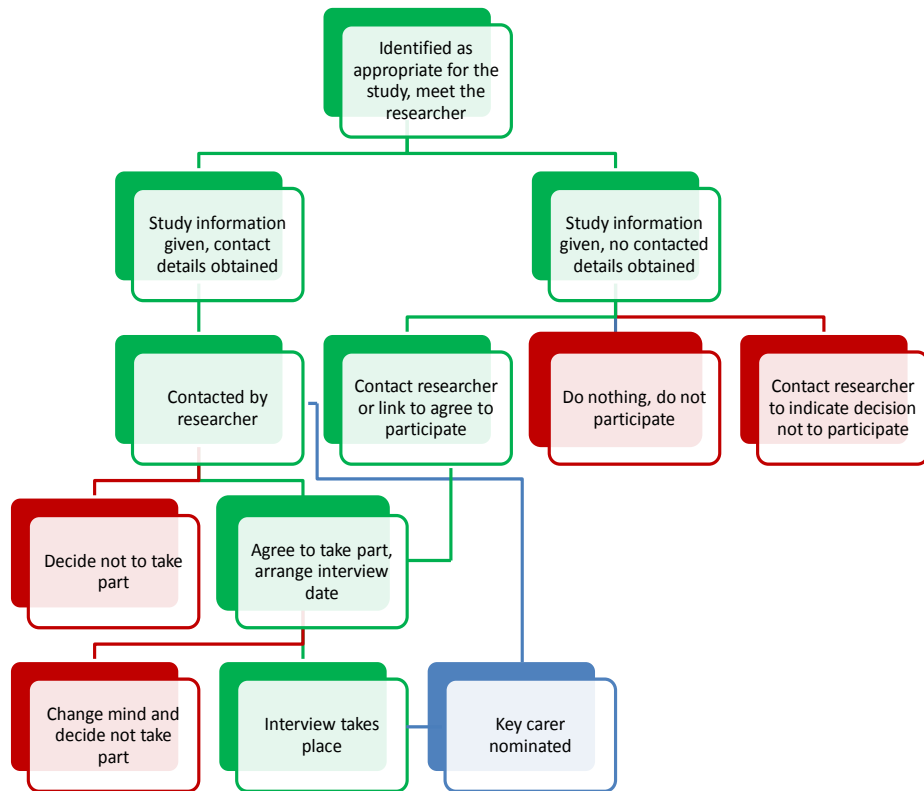 Identified as
appropriate for the
study, meet the
researcher
Study information
given, contact
details obtained
Study information
given, no contacted
details obtained
Contacted by
researcher
Contact researcher
or link to agree to
participate
Do nothing, do not
participate
Contact researcher
to indicate decision
not to participate
Decide not to take
part
Agree to take part,
arrange interview
date
Change mind and
decide not take
part
Interview takes
place
Key carer
nominated